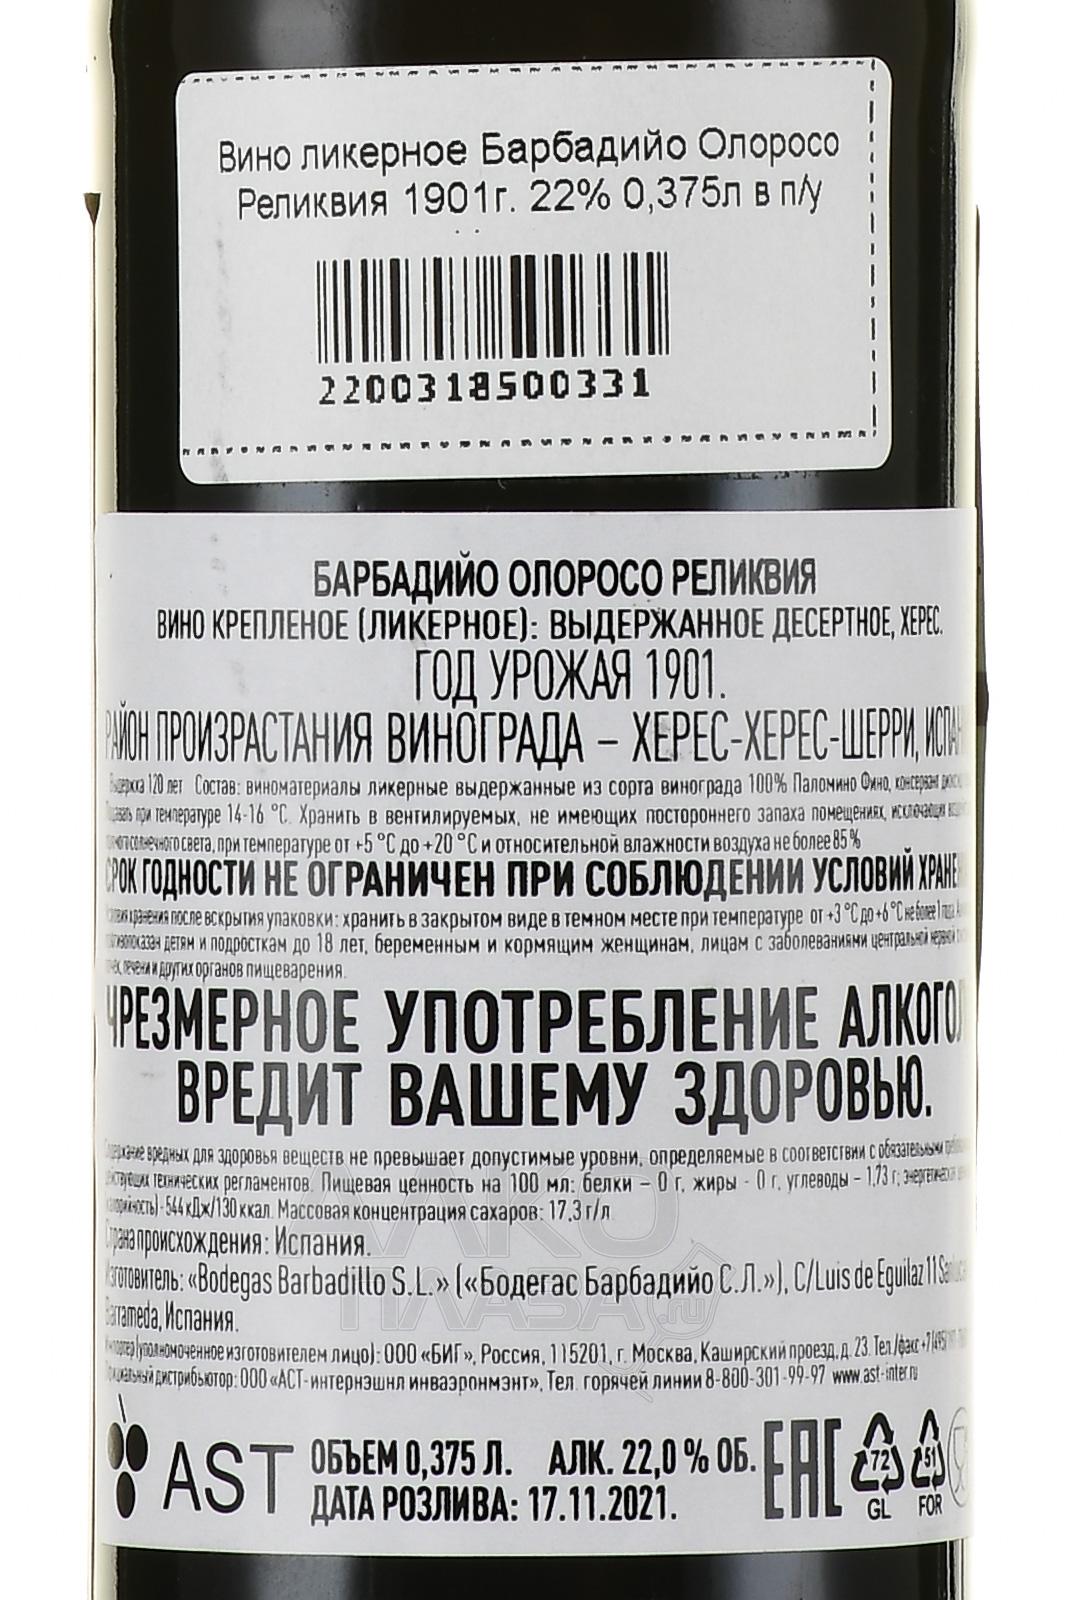 Вино ликерное Барбадийо Олоросо
Реликвия 1901г. 22% 0,375л в п/у
2200318500331
БАРБАДИЙО ОЛОРОСО РЕЛИКВИЯ
ВИНО КРЕПЛЕНОЕ (ЛИКЕРНОЕ): ВЫДЕРЖАННОЕ ДЕСЕРТНОЕ, ХЕРЕС.
ГОД УРОЖАЯ 1901.
РАЙОН ПРОИЗРАСТАНИЯ ВИНОГРАДА – ХЕРЕС-ХЕРЕС-ШЕРРИ,
Выдержка 120 лет Состав: виноматериалы ликерные выдержанные из сорта винограда 100% Паломино Фино,
при температуре 14-16 °С. Хранить в вентилируемых, не имеющих постороннего запаха помещениях, исключающих
солнечного света, при температуре от +5 °С до +20 °С и относительной влажности воздуха не более 85 %
СРОК ГОДНОСТИ НЕ ОГРАНИЧЕН ПРИ СОБЛЮДЕНИИ УСЛОВИЙ
хранения после вскрытия упаковки: хранить в закрытом виде в темном месте при температуре от +3 °С до +6 °С не более 1 года.
противопоказан детям и подросткам до 18 лет, беременным и кормящим женщинам, лицам с заболеваниями центральной нервной
печени и других органов пищеварения.
ЧРЕЗМЕРНОЕ УПОТРЕБЛЕНИЕ
ВРЕДИТ ВАШЕМУ ЗДОРОВЬЮ.
Содержание вредных для здоровья веществ не превышает допустимые уровни, определяемые в соответствии с обязательными
действующих технических регламентов. Пищевая ценность на 100 мл: белки – 0 г, жиры - 0 г, углеводы – 1,73 г; энергетическая
- 544 кДж/130 ккал. Массовая концентрация сахаров: 17,3 г/л
Страна происхождения: Испания.
Изготовитель: «Bodegas Barbadillo S.L.» («Бодегас Барбадийо С.Л.»), C/Luis de Eguilaz 11
Barrameda, Испания.
Импортер (уполномоченное изготовителем лицо): ООО «БИГ», Россия, 115201, г. Москва, Каширский проезд, д. 23. Тел./факс
Официальный дистрибьютор: ООО «АСТ-интернэшнл инваэронмэнт», Тел. горячей линии 8-800-301-99-97 www.ast-inter.ru
AST
ОБЪЕМ 0,375 Л. АЛК. 22,0 % ОБ.
ДАТА РОЗЛИВА: 17.11.2021.
EAC
72
GL
51
FOR
АЛКО
ПЛАЗА
.ru